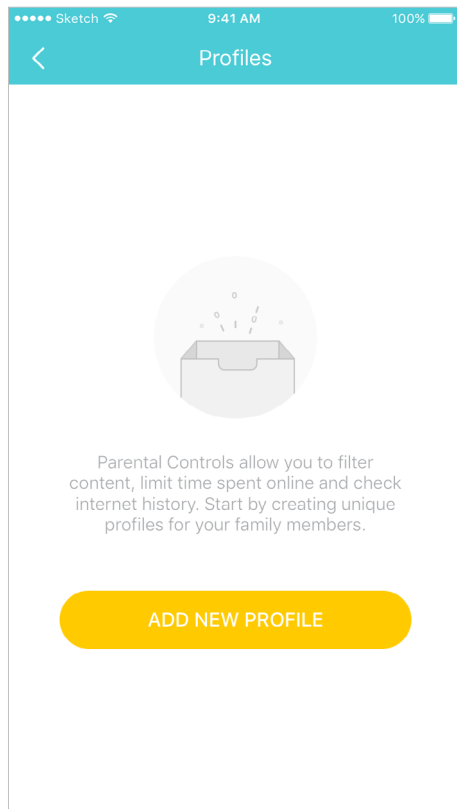 Sketch 9:41 AM 100%
Profiles
Parental Controls allow you to filter
content, limit time spent online and check
internet history. Start by creating unique
profiles for your family members.
ADD NEW PROFILE